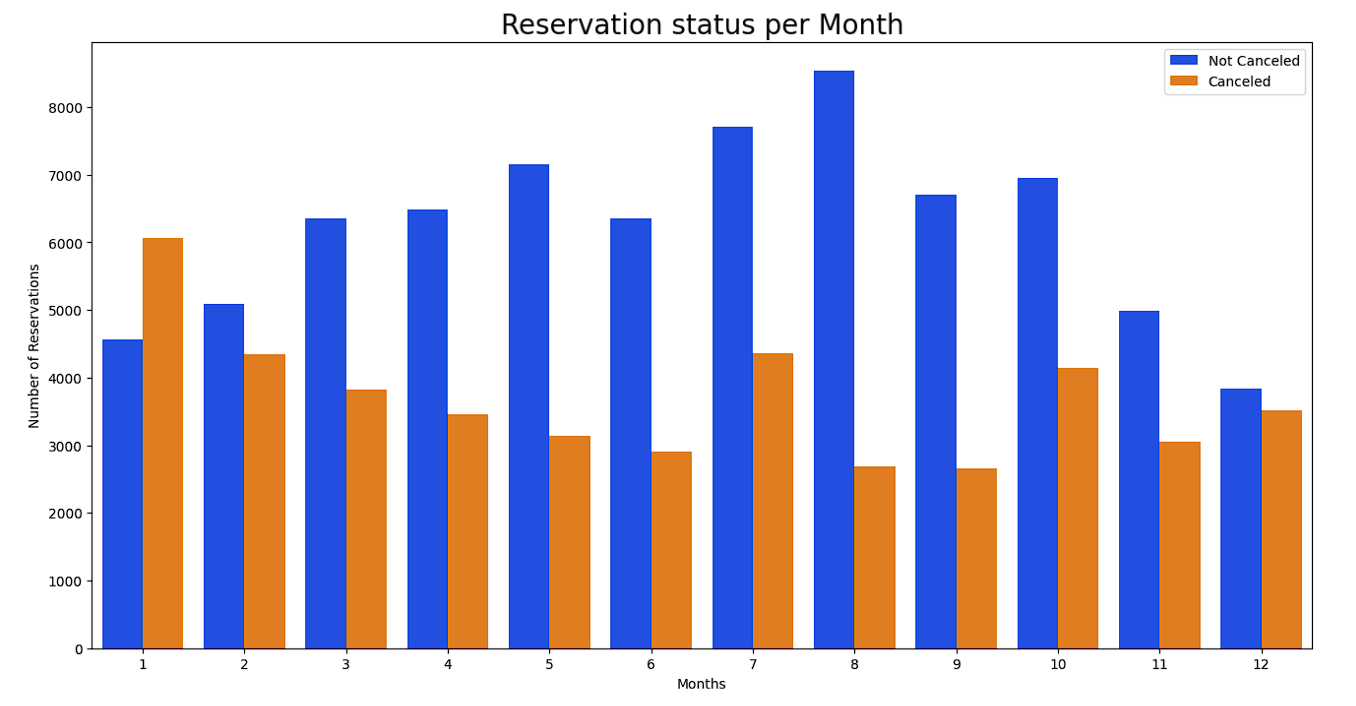 Reservation status per Month
Not Canceled
Canceled
Number of Reservations
8000
7000
6000
5000
4000
3000
2000
1000
0
1 2 3 4 5 6 7 8 9 10 11 12
Months